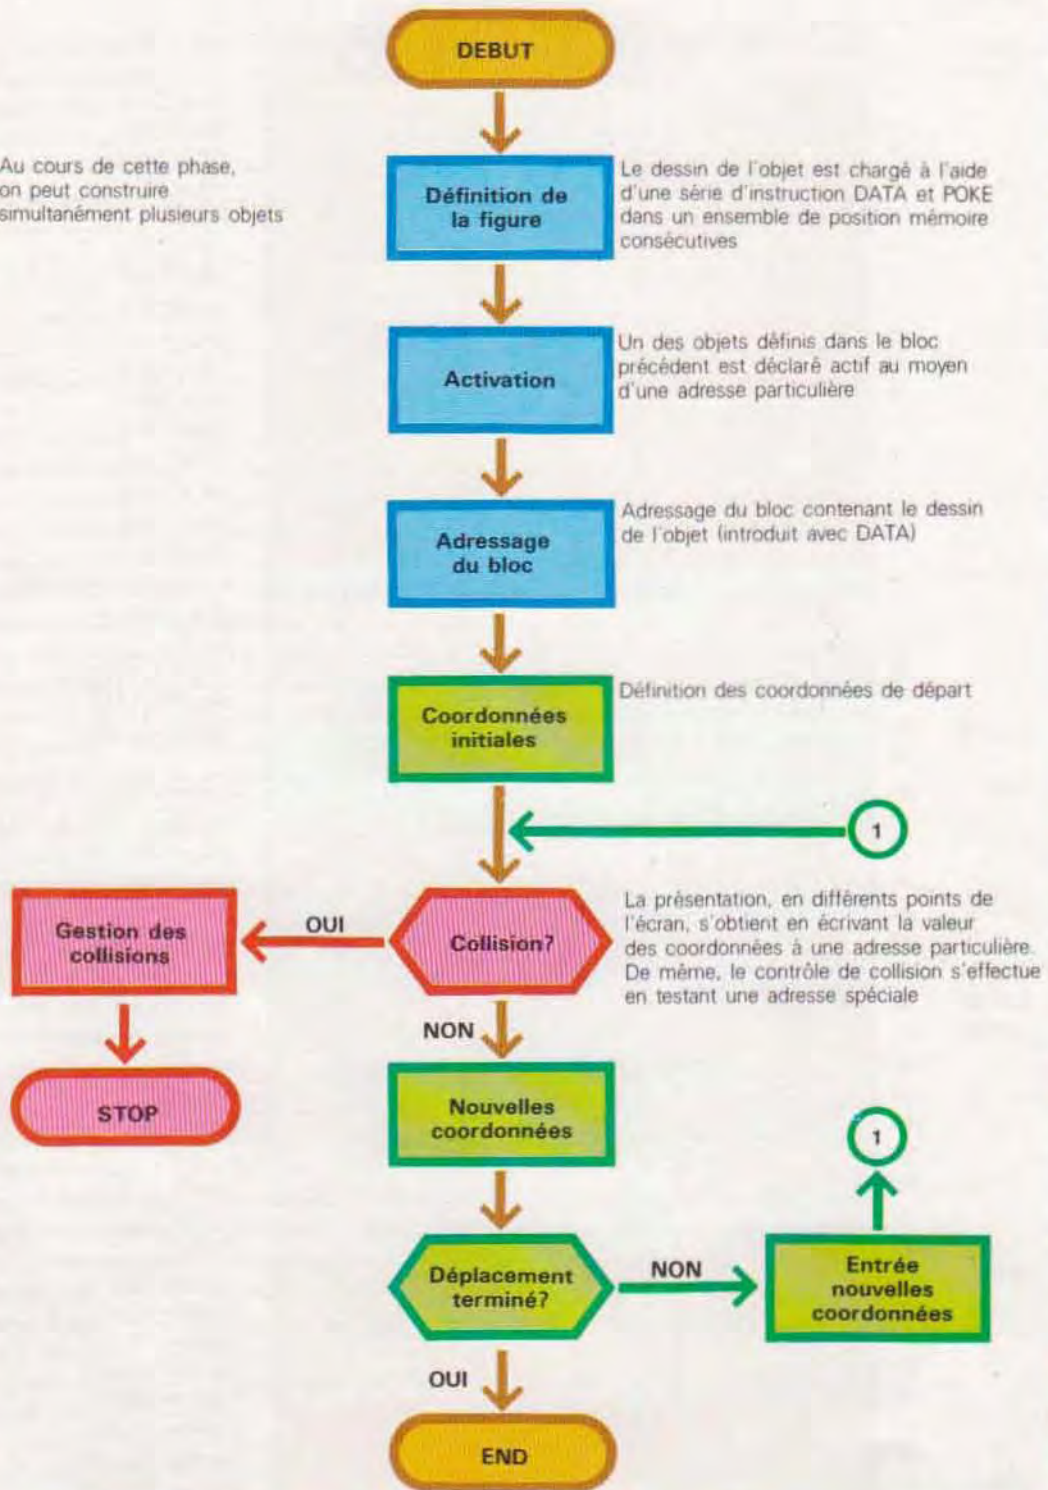 DEBUT
Au cours de cette phase,
on peut construire
simultanément plusieurs objets
Définition de
la figure
Le dessin de l'objet est chargé à l'aide
d'une série d'instruction DATA et POKE
dans un ensemble de position mémoire
consécutives
Activation
Un des objets définis dans le bloc
précédent est déclaré actif au moyen
d'une adresse particulière
Adressage
du bloc
Adressage du bloc contenant le dessin
de l'objet (introduit avec DATA)
Coordonnées
initiales
Définition des coordonnées de départ
1
Gestion des
collisions
OUI
Collision?
La présentation, en différents points de
l'écran, s'obtient en écrivant la valeur
des coordonnées à une adresse particulière.
De même, le contrôle de collision s'effectue
en testant une adresse spéciale
NON
STOP
Nouvelles
coordonnées
1
Déplacement
terminé?
NON
Entrée
nouvelles
coordonnées
OUI
END